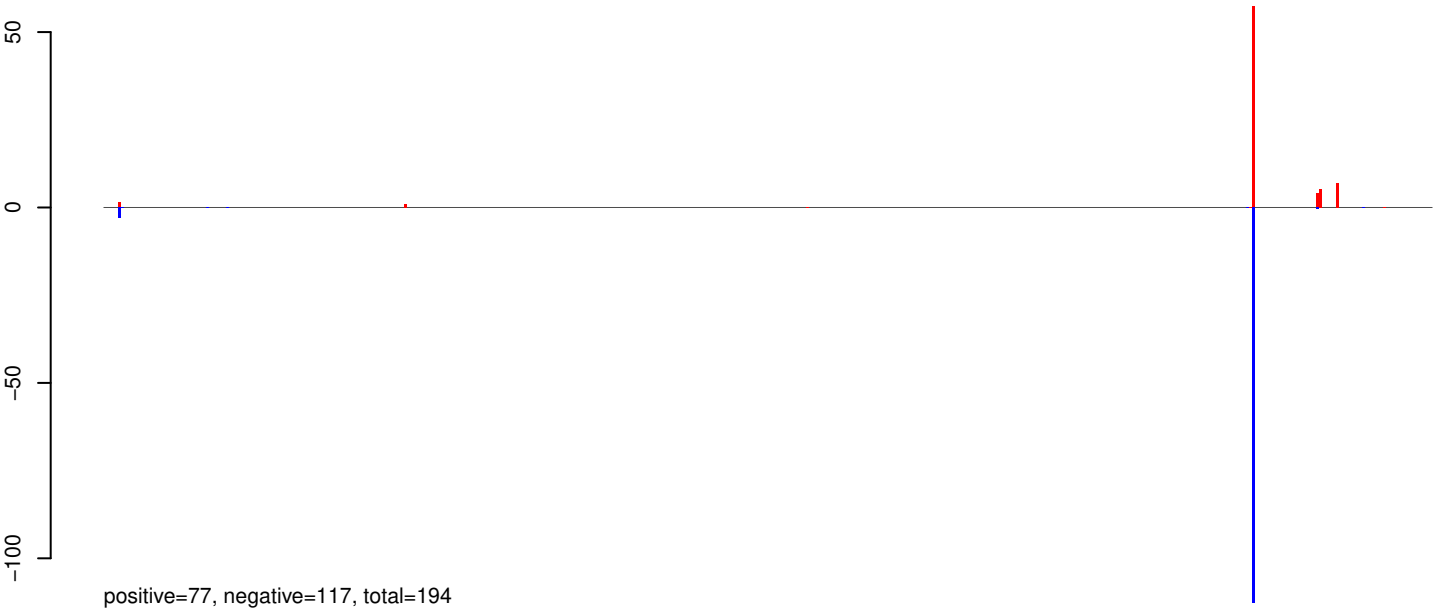 50
0
−50
−100
positive=77, negative=117, total=194